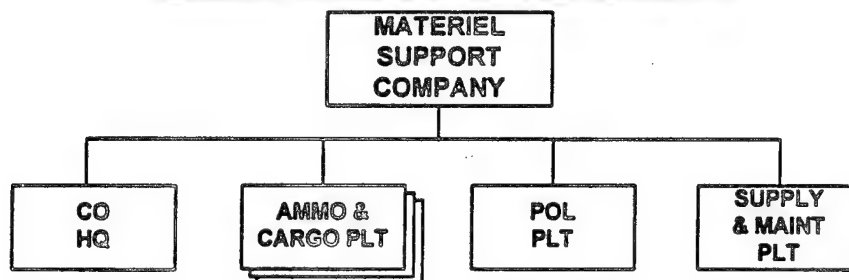 MATERIEL
SUPPORT
COMPANY
CO
HQ
AMMO &
CARGO PLT
POL
PLT
SUPPLY
& MAINT
PLT